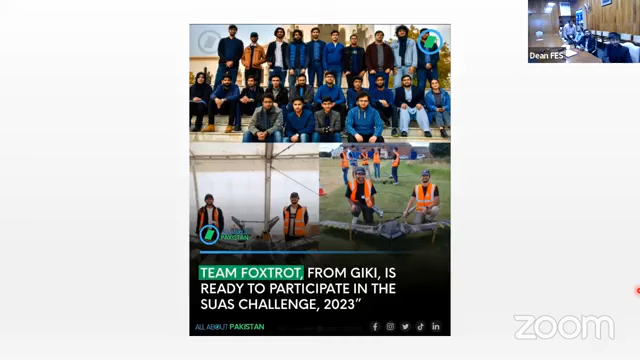 Dean FES.
PAKISTAN
TEAM FOXTROT, FROM GIKI, IS
READY TO PARTICIPATE IN THE
SUAS CHALLENGE, 2023”
ALL ABOUT PAKISTAN
zoom